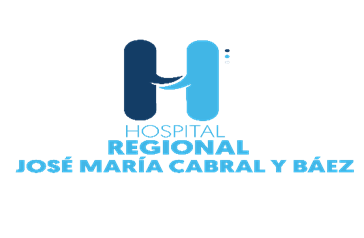 HOSPITAL
REGIONAL
JOSÉ MARÍA CABRAL Y BÁEZ